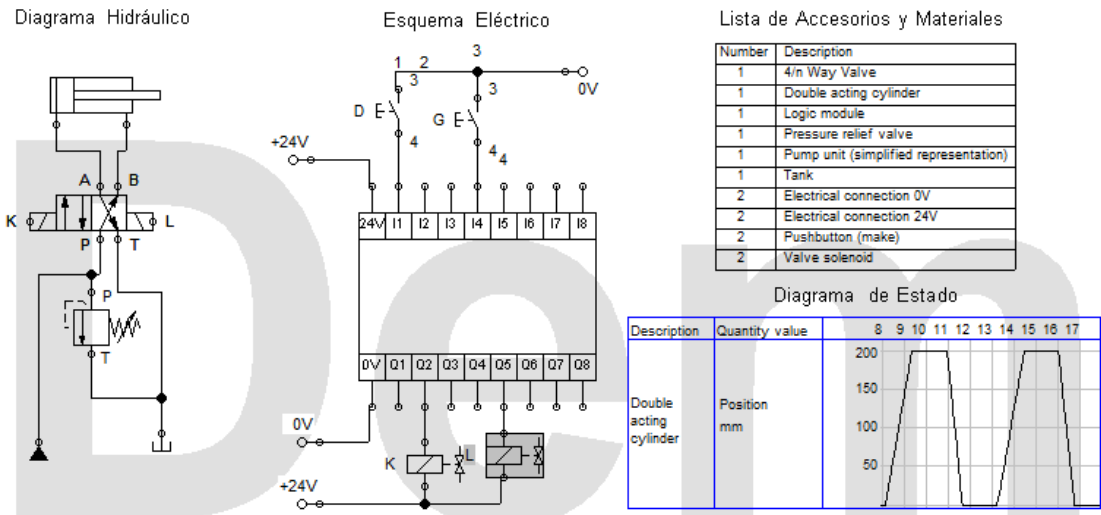 Diagrama Hidráulico
A
B
K
L
P
T
P
T
Esquema Eléctrico
1
2
3
3
3
0V
D
G
+24V
4
4
4
24V I1 I2 I3 I4 I5 I6 I7 I8
0V Q1 Q2 Q3 Q4 Q5 Q6 Q7 Q8
0V
K
L
+24V
Lista de Accesorios y Materiales
Number Description
1 4/n Way Valve
1 Double acting cylinder
1 Logic module
1 Pressure relief valve
1 Pump unit (simplified representation)
1 Tank
2 Electrical connection 0V
2 Electrical connection 24V
2 Pushbutton (make)
2 Valve solenoid
Diagrama de Estado
Description Quantity value 8 9 10 11 12 13 14 15 16 17
200
150
100
50
Double
acting
cylinder
Position
mm
Dem